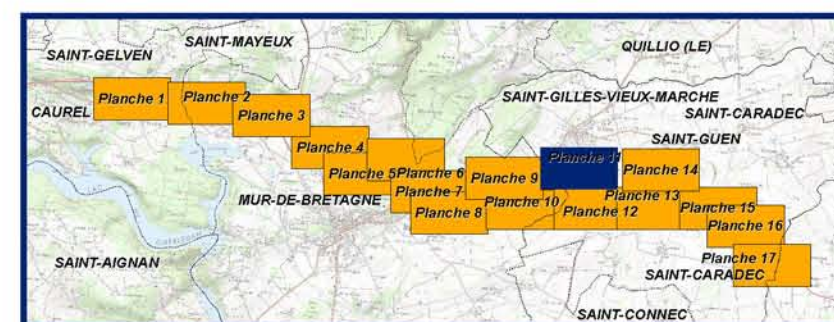 SAINT-MAYEUX
SAINT-GELVEN
QUILLIO (LE)
CAUREL
Planche 1
Planche 2
Planche 3
SAINT-GILLES-VIEUX-MARCHE
SAINT-CARADEC
SAINT-GUEN
Planche 4
Planche 5
Planche 6
Planche 7
Planche 8
Planche 9
Planche 10
Planche 11
Planche 12
Planche 13
Planche 14
Planche 15
Planche 16
Planche 17
MUR-DE-BRETAGNE
SAINT-AIGNAN
SAINT-CARADEC
SAINT-CONNEC